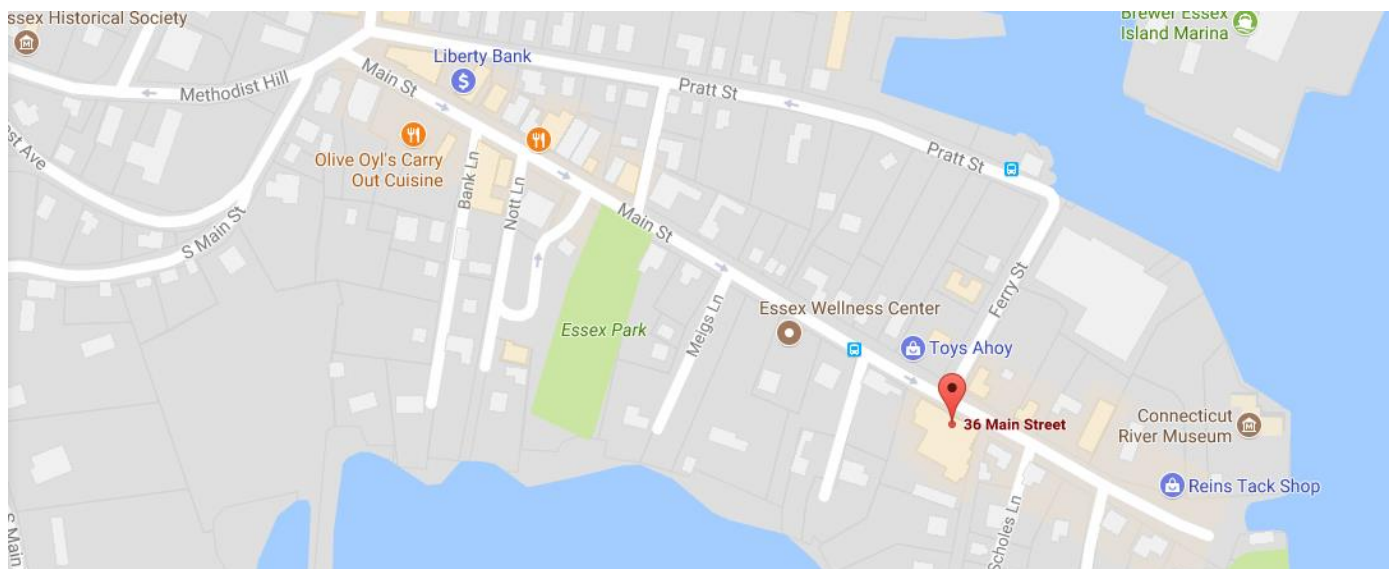 ssex Historical Society
Brewer Essex
Island Marina
Liberty Bank
Main St
Methodist Hill
Pratt St
est Ave
Olive Oyl's Carry
Out Cuisine
Bank Ln
Nott Ln
Pratt St
S Main St
Main St
Ferry St
Essex Park
Meigs Ln
Essex Wellness Center
Toys Ahoy
36 Main Street
Connecticut
River Museum
Reins Tack Shop
Scholes Ln
S Main
$
M
M